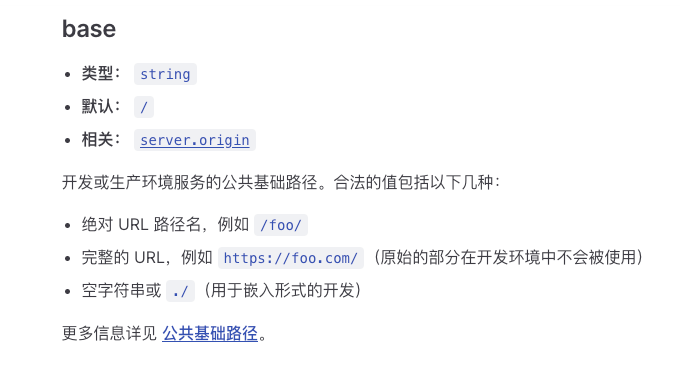 base
类型： string
默认： /
相关： server.origin
开发或生产环境服务的公共基础路径。合法的值包括以下几种：
绝对 URL 路径名，例如 /foo/
完整的 URL，例如 https://foo.com/（原始的部分在开发环境中不会被使用）
空字符串或 ./（用于嵌入形式的开发）
更多信息详见 公共基础路径。